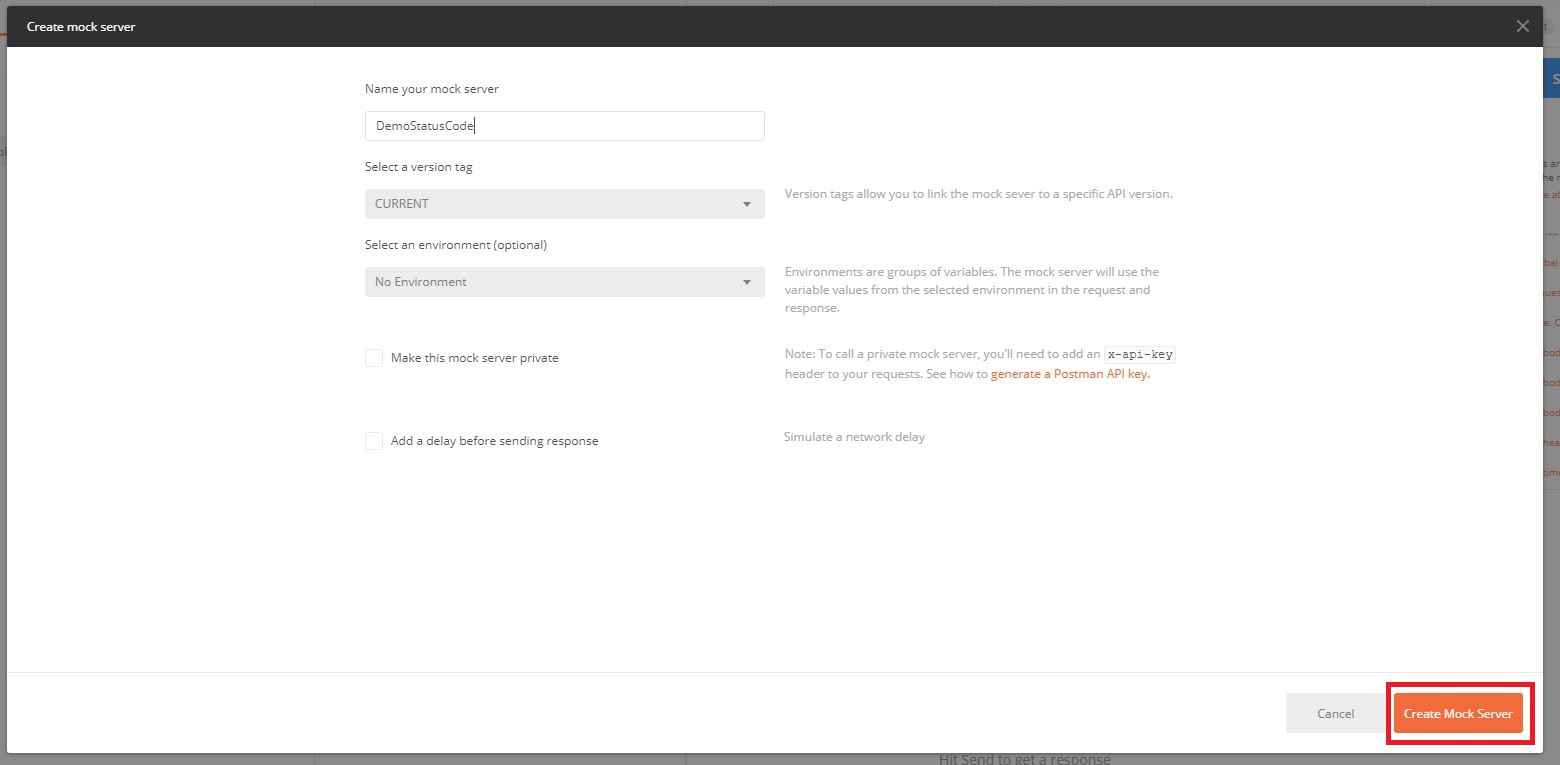 Create mock server
Name your mock server
DemoStatusCode
Select a version tag
CURRENT
Version tags allow you to link the mock sever to a specific API version.
Select an environment (optional)
No Environment
Environments are groups of variables. The mock server will use the
variable values from the selected environment in the request and
response.
Make this mock server private
Note: To call a private mock server, you'll need to add an x-api-key
header to your requests. See how to generate a Postman API key.
Add a delay before sending response
Simulate a network delay
Cancel
Create Mock Server
Hit Send to get a response